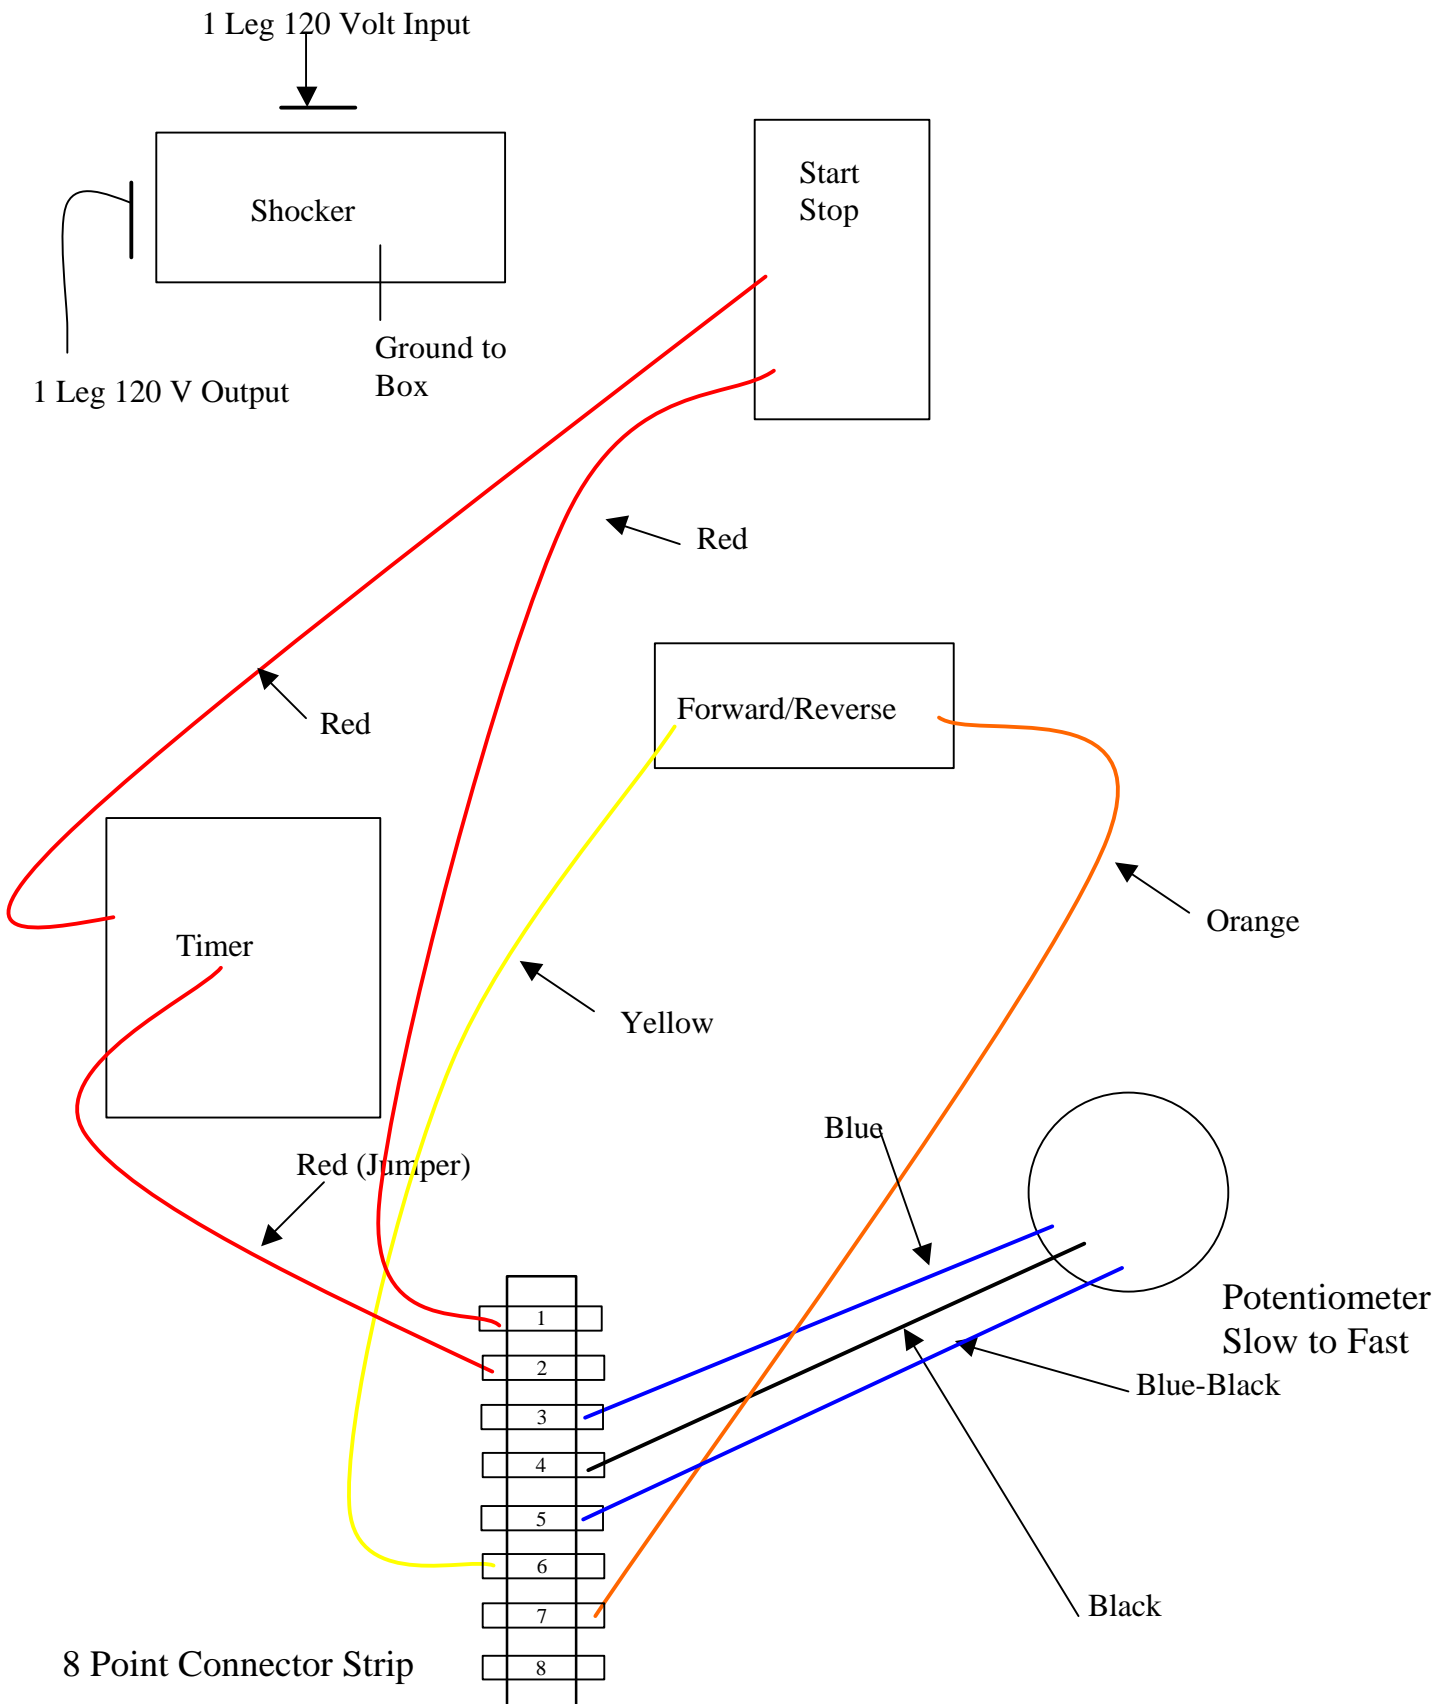 1 Leg 120 Volt Input
Shocker
Start
Stop
Ground to
Box
1 Leg 120 V Output
Red
Red
Forward/Reverse
Orange
Timer
Yellow
Blue
Red (Jumper)
Potentiometer
Slow to Fast
Blue-Black
Black
1
2
3
4
5
6
7
8
8 Point Connector Strip